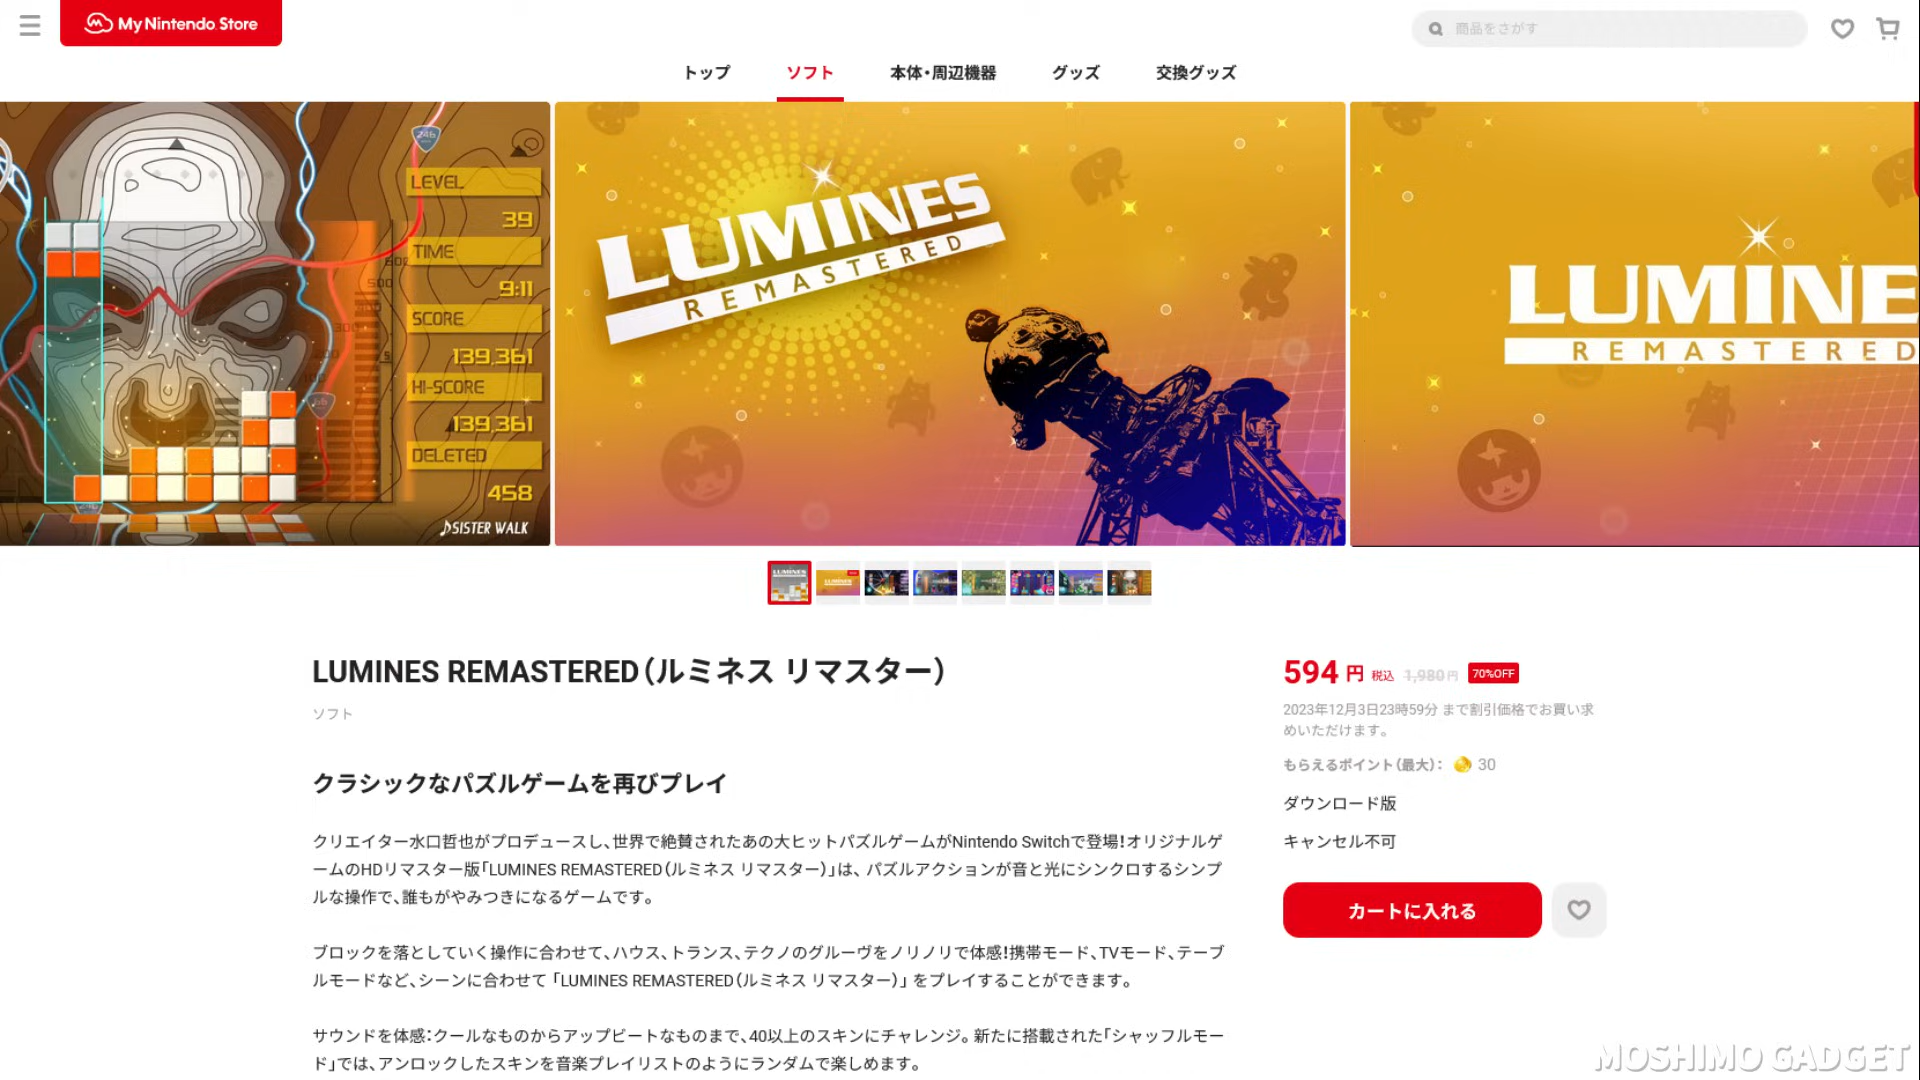 My Nintendo Store
商品をさがす
トップ
ソフト
本体・周辺機器
グッズ
交換グッズ
246
LEVEL
39
TIME
9:11
SCORE
139,361
HI-SCORE
139,361
DELETED
458
♪SISTER WALK
LUMINES
REMASTERED
LUMINE
REMASTERED
LUMINES REMASTERED（ルミネス リマスター）
ソフト
クラシックなパズルゲームを再びプレイ
クリエイター水口哲也がプロデュースし、世界で絶賛されたあの大ヒットパズルゲームがNintendo Switchで登場！オリジナルゲ
ームのHDリマスター版「LUMINES REMASTERED（ルミネス リマスター）」は、パズルアクションが音と光にシンクロするシンプ
ルな操作で、誰もがやみつきになるゲームです。
ブロックを落としていく操作に合わせて、ハウス、トランス、テクノのグルーヴをノリノリで体感！携帯モード、TVモード、テーブ
ルモードなど、シーンに合わせて「LUMINES REMASTERED（ルミネス リマスター）」をプレイすることができます。
サウンドを体感：クールなものからアップビートなものまで、40以上のスキンにチャレンジ。新たに搭載された「シャッフルモー
ド」では、アンロックしたスキンを音楽プレイリストのようにランダムで楽しめます。
594 円 税込 1,980円 70%OFF
2023年12月3日23時59分 まで割引価格でお買い求
めいただけます。
もらえるポイント（最大）： 30
ダウンロード版
キャンセル不可
カートに入れる
MOSHIMO GADGET